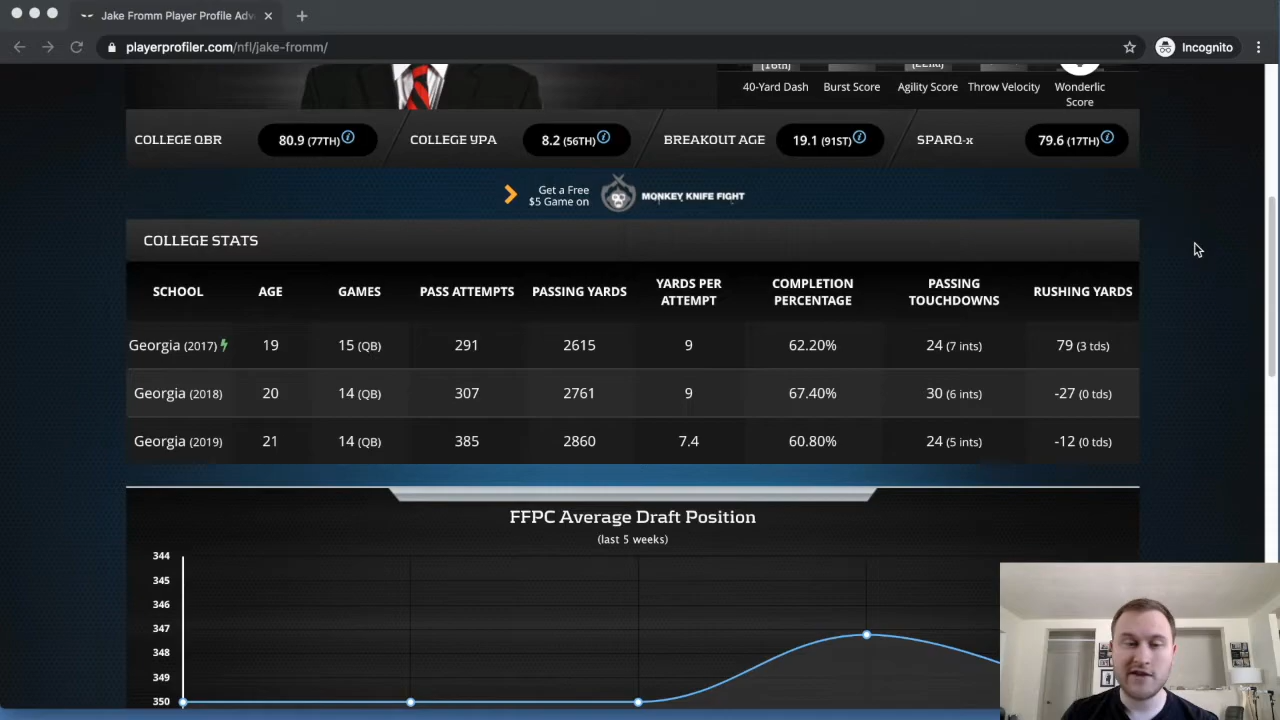 Jake Fromm Player Profile Adv
playerprofiler.com/nfl/jake-fromm/
Incognito
(16th) (22nd)
40-Yard Dash Burst Score Agility Score Throw Velocity Wonderlic
Score
COLLEGE QBR 80.9 (77TH) COLLEGE YPA 8.2 (56TH) BREAKOUT AGE 19.1 (91ST) SPARQ-x 79.6 (17TH)
Get a Free
$5 Game on
MONKEY KNIFE FIGHT
COLLEGE STATS
SCHOOL AGE GAMES PASS ATTEMPTS PASSING YARDS YARDS PER
ATTEMPT COMPLETION
PERCENTAGE PASSING
TOUCHDOWNS RUSHING YARDS
Georgia (2017) 19 15 (QB) 291 2615 9 62.20% 24 (7 ints) 79 (3 tds)
Georgia (2018) 20 14 (QB) 307 2761 9 67.40% 30 (6 ints) -27 (0 tds)
Georgia (2019) 21 14 (QB) 385 2860 7.4 60.80% 24 (5 ints) -12 (0 tds)
FFPC Average Draft Position
(last 5 weeks)
344
345
346
347
348
349
350